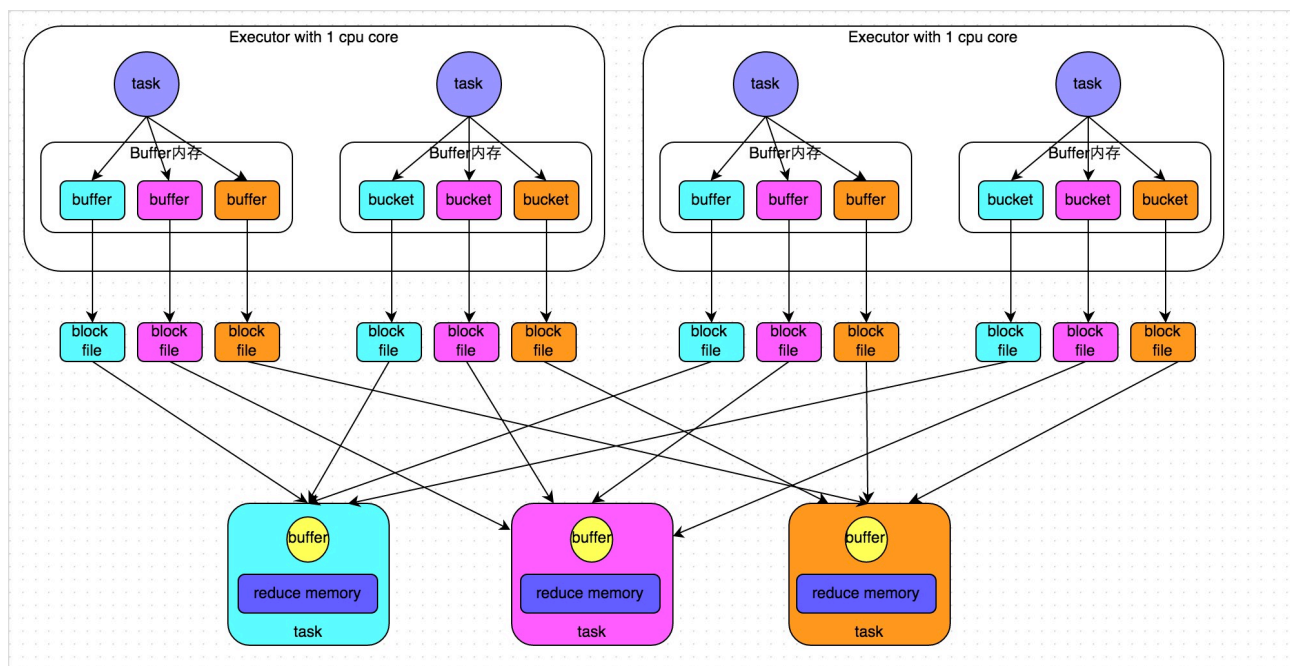 Executor with 1 cpu core
Executor with 1 cpu core
task
task
task
task
Buffer内存
Buffer内存
Buffer内存
Buffer内存
buffer
buffer
buffer
bucket
bucket
bucket
buffer
buffer
buffer
bucket
bucket
bucket
block
file
block
file
block
file
block
file
block
file
block
file
block
file
block
file
block
file
block
file
block
file
block
file
buffer
reduce memory
task
buffer
reduce memory
task
buffer
reduce memory
task